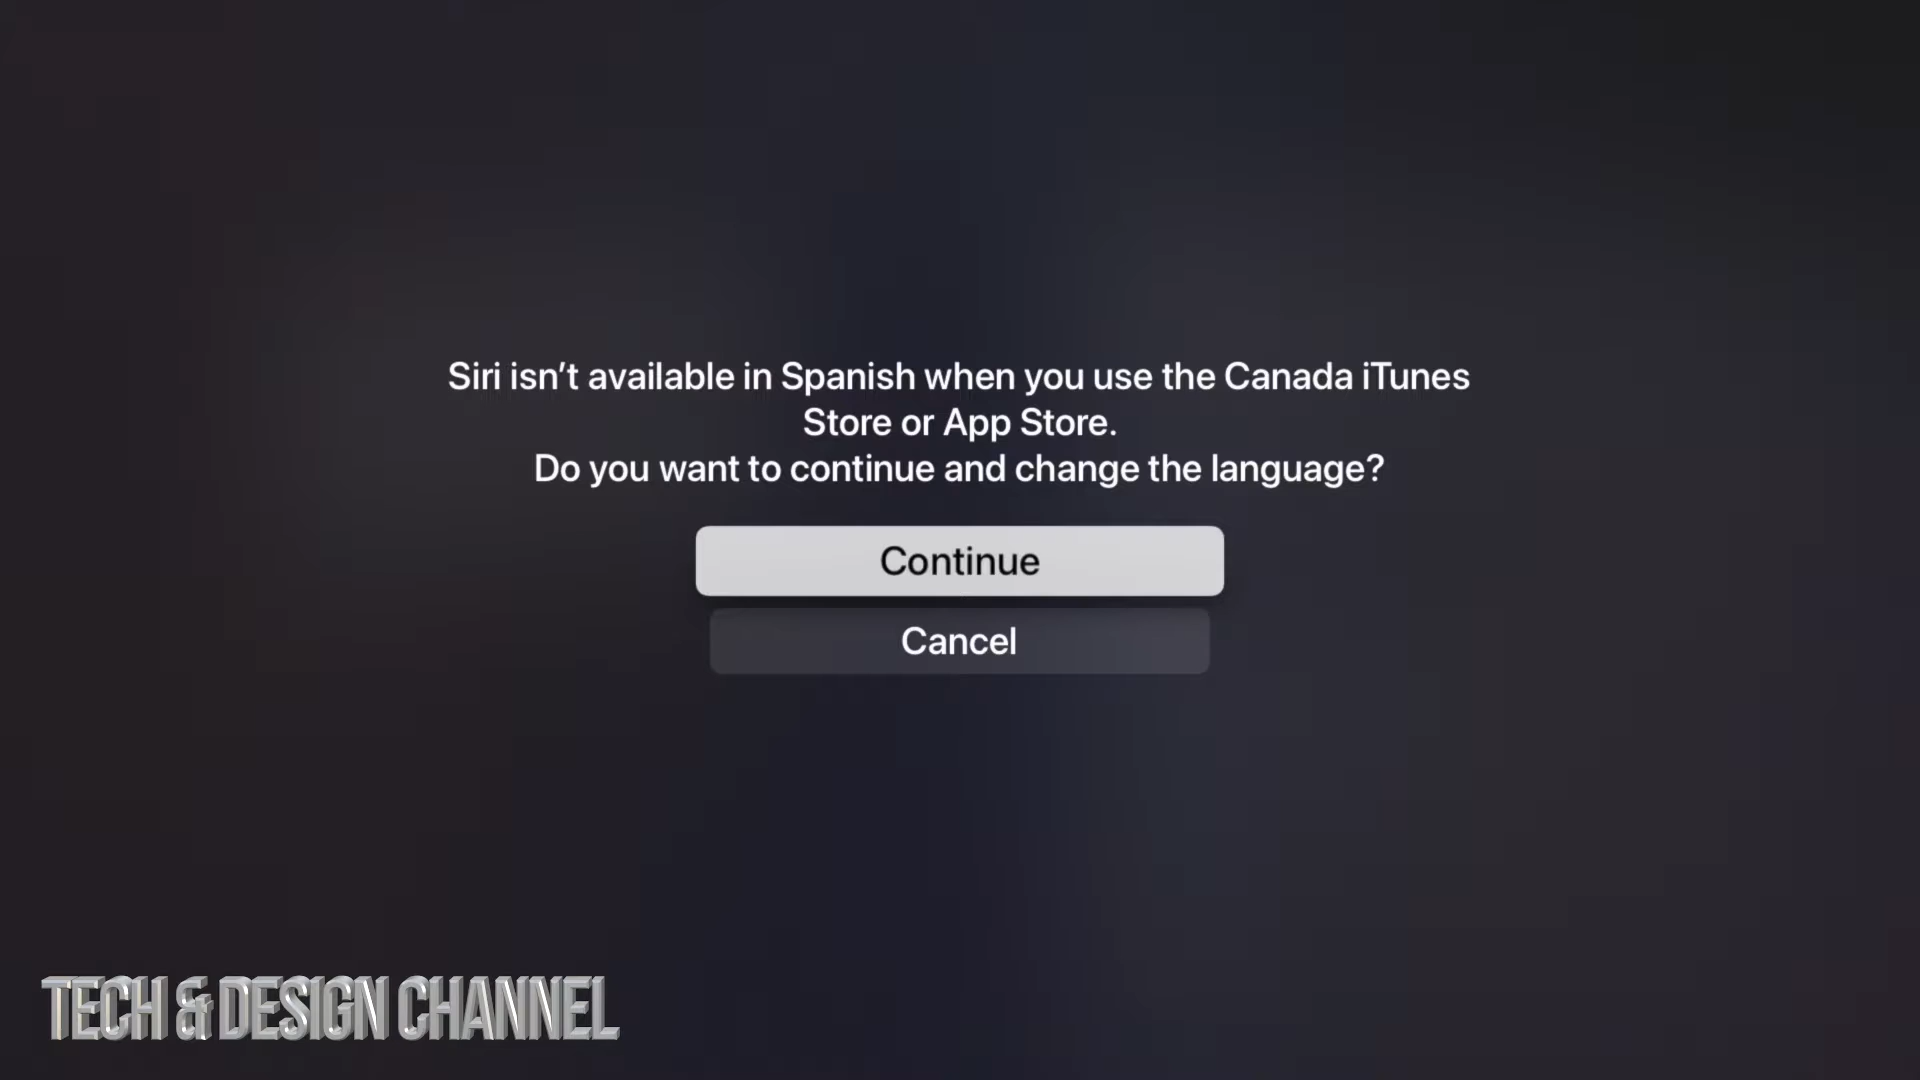 Siri isn’t available in Spanish when you use the Canada iTunes
Store or App Store.
Do you want to continue and change the language?
Continue
Cancel
TECH & DESIGN CHANNEL